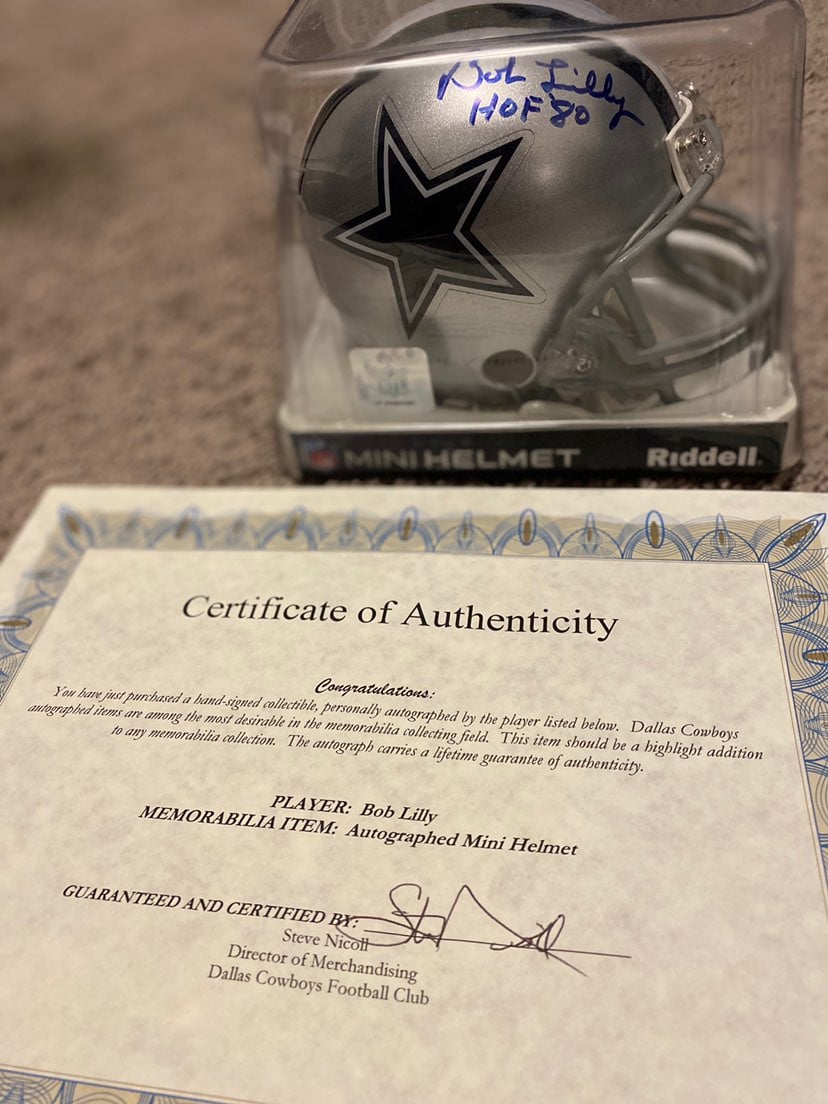 Bob Lilly
HOF '80
MINI HELMET Riddell
Certificate of Authenticity
Congratulations:
You have just purchased a hand-signed collectible, personally autographed by the player listed below. Dallas Cowboys
autographed items are among the most desirable in the memorabilia collecting field. This item should be a highlight addition
to any memorabilia collection. The autograph carries a lifetime guarantee of authenticity.
PLAYER: Bob Lilly
MEMORABILIA ITEM: Autographed Mini Helmet
GUARANTEED AND CERTIFIED BY:
Steve Nicoll
Director of Merchandising
Dallas Cowboys Football Club